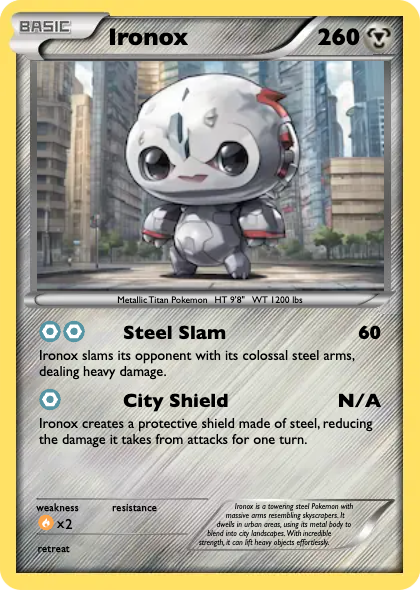 BASIC Ironox 260
Metallic Titan Pokemon HT 9'8" WT 1200 lbs
Steel Slam 60
Ironox slams its opponent with its colossal steel arms,
dealing heavy damage.
City Shield N/A
Ironox creates a protective shield made of steel, reducing
the damage it takes from attacks for one turn.
weakness resistance
x2
retreat
Ironox is a towering steel Pokemon with
massive arms resembling skyscrapers. It
dwells in urban areas, using its metal body to
blend into city landscapes. With incredible
strength, it can lift heavy objects effortlessly.